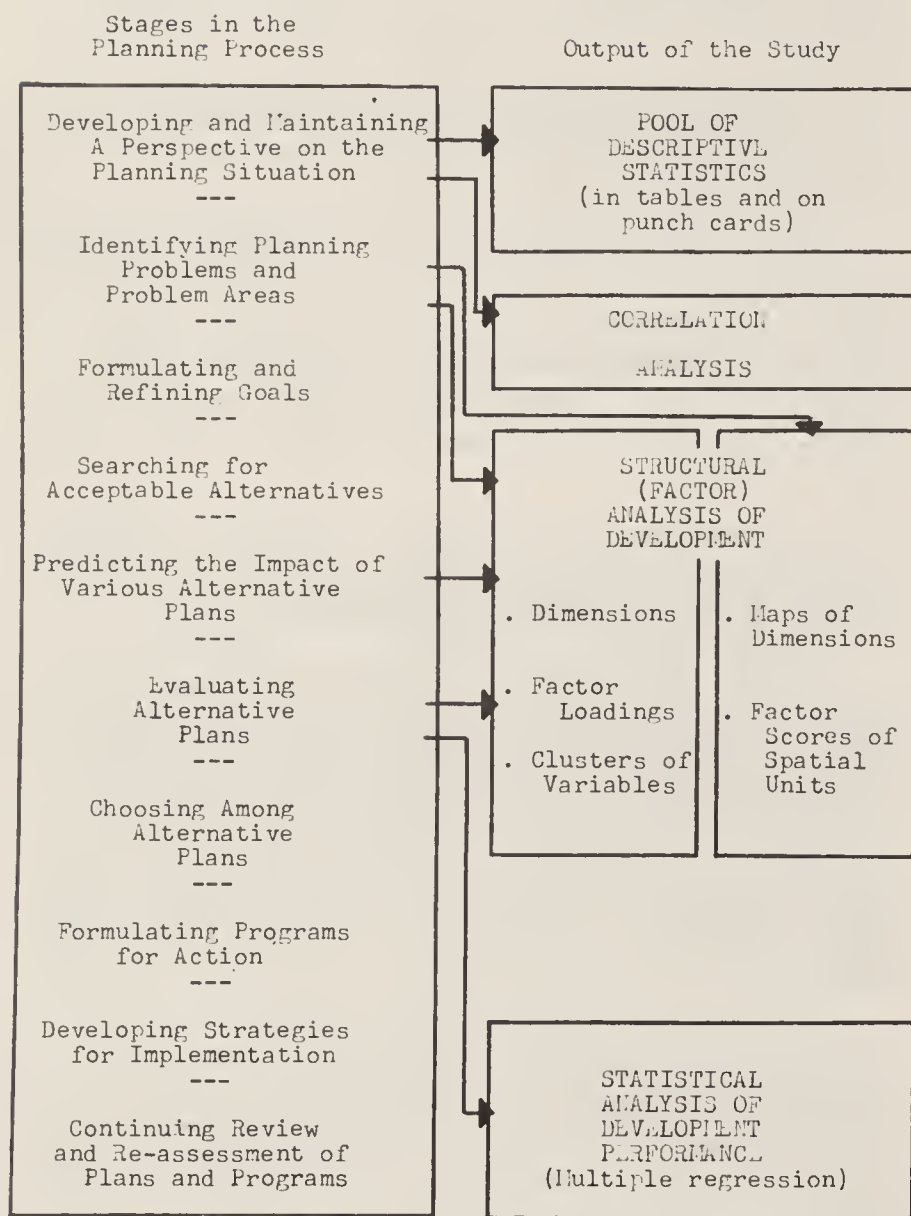 Stages in the
Planning Process
Developing and Maintaining
A Perspective on the
Planning Situation
---
Identifying Planning
Problems and
Problem Areas
---
Formulating and
Refining Goals
---
Searching for
Acceptable Alternatives
---
Predicting the Impact of
Various Alternative
Plans
---
Evaluating
Alternative
Plans
---
Choosing Among
Alternative
Plans
---
Formulating Programs
for Action
---
Developing Strategies
for Implementation
---
Continuing Review
and Re-assessment of
Plans and Programs
Output of the Study
POOL OF
DESCRIPTIVE
STATISTICS
(in tables and on
punch cards)
CORRELATION
ANALYSIS
STRUCTURAL
(FACTOR)
ANALYSIS OF
DEVELOPMENT
. Dimensions
. Factor
Loadings
. Clusters of
Variables
. Maps of
Dimensions
. Factor
Scores of
Spatial
Units
STATISTICAL
ANALYSIS OF
DEVELOPMENT
PERFORMANCE
(Multiple regression)